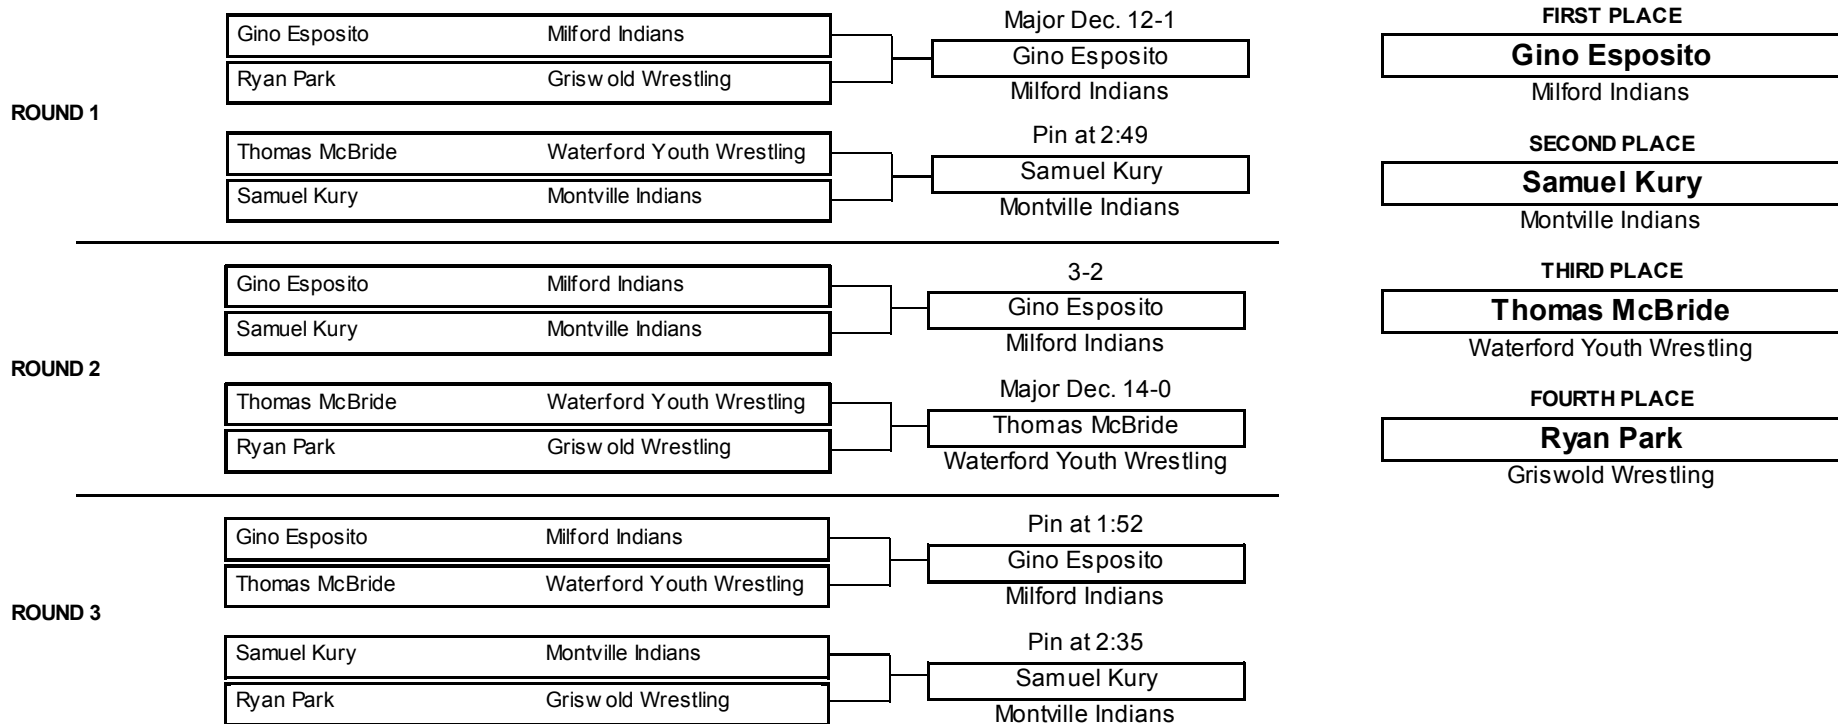 ROUND 1
Gino Esposito Milford Indians
Ryan Park Griswold Wrestling
Major Dec. 12-1
Gino Esposito
Milford Indians
Thomas McBride Waterford Youth Wrestling
Samuel Kury Montville Indians
Pin at 2:49
Samuel Kury
Montville Indians
ROUND 2
Gino Esposito Milford Indians
Samuel Kury Montville Indians
3-2
Gino Esposito
Milford Indians
Thomas McBride Waterford Youth Wrestling
Ryan Park Griswold Wrestling
Major Dec. 14-0
Thomas McBride
Waterford Youth Wrestling
ROUND 3
Gino Esposito Milford Indians
Thomas McBride Waterford Youth Wrestling
Pin at 1:52
Gino Esposito
Milford Indians
Samuel Kury Montville Indians
Ryan Park Griswold Wrestling
Pin at 2:35
Samuel Kury
Montville Indians
FIRST PLACE
Gino Esposito
Milford Indians
SECOND PLACE
Samuel Kury
Montville Indians
THIRD PLACE
Thomas McBride
Waterford Youth Wrestling
FOURTH PLACE
Ryan Park
Griswold Wrestling